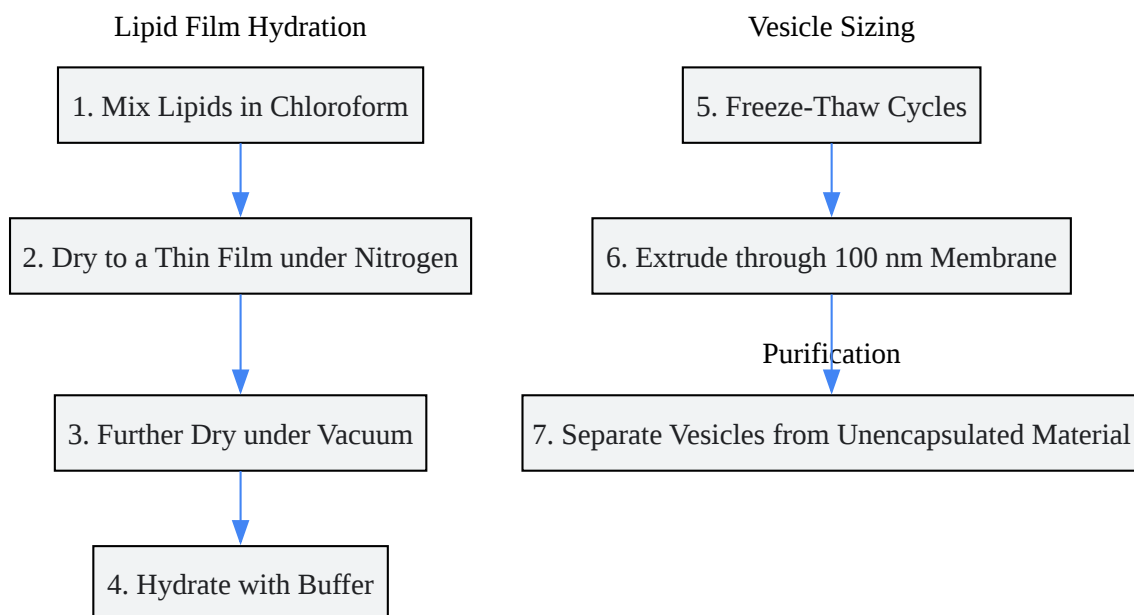 Lipid Film Hydration
1. Mix Lipids in Chloroform
2. Dry to a Thin Film under Nitrogen
3. Further Dry under Vacuum
4. Hydrate with Buffer
Vesicle Sizing
5. Freeze-Thaw Cycles
6. Extrude through 100 nm Membrane
Purification
7. Separate Vesicles from Unencapsulated Material